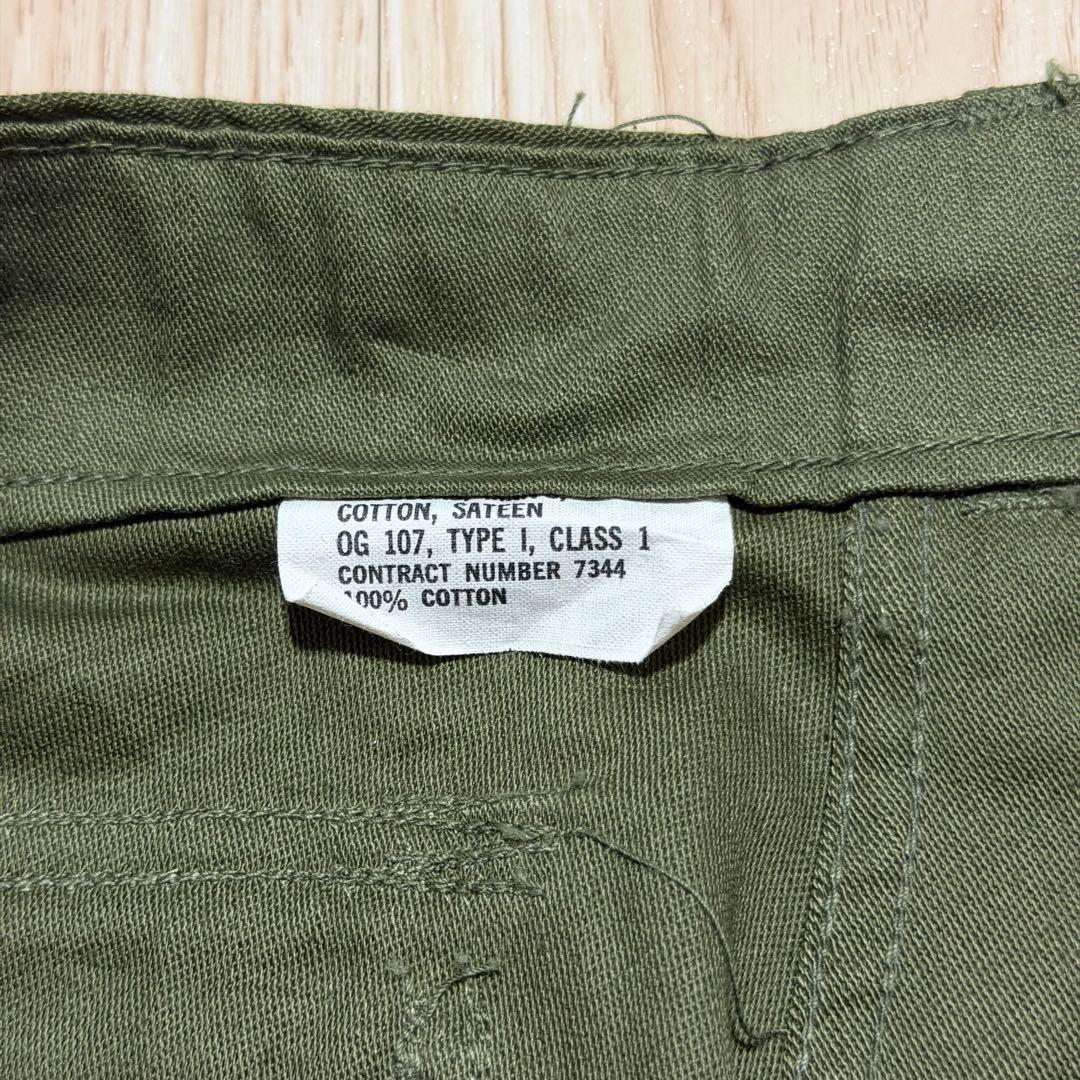 COTTON, SATEEN
OG 107, TYPE I, CLASS 1
CONTRACT NUMBER 7344
100% COTTON